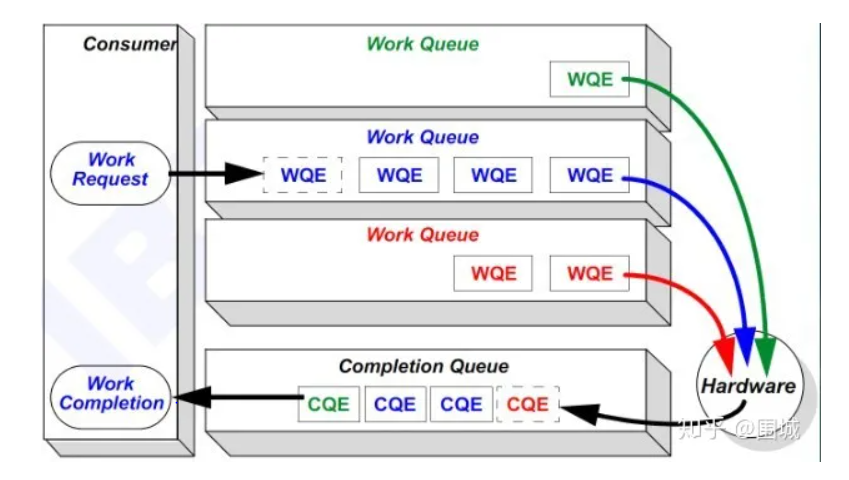 Consumer
Work Queue
WQE
Work Queue
Work
Request
WQE WQE WQE WQE
Work Queue
WQE WQE
Completion Queue
Work
Completion
CQE CQE CQE CQE
Hardware
知乎 @围城